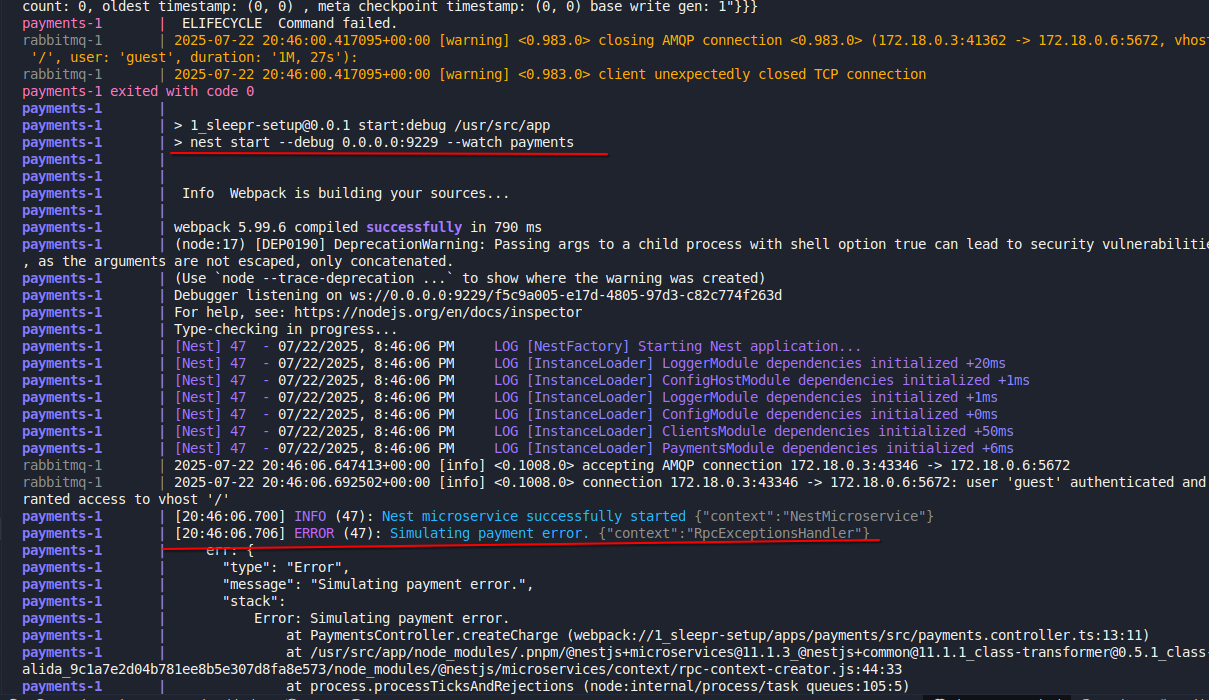 count: 0, oldest timestamp: (0, 0) , meta checkpoint timestamp: (0, 0) base write gen: 1"}}}
payments-1       |  ELIFECYCLE  Command failed.
rabbitmq-1       | 2025-07-22 20:46:00.417095+00:00 [warning] <0.983.0> closing AMQP connection <0.983.0> (172.18.0.3:41362 -> 172.18.0.6:5672, vhos
 '/', user: 'guest', duration: '1M, 27s'):
rabbitmq-1       | 2025-07-22 20:46:00.417095+00:00 [warning] <0.983.0> client unexpectedly closed TCP connection
payments-1 exited with code 0
payments-1       |
payments-1       | > 1_sleepr-setup@0.0.1 start:debug /usr/src/app
payments-1       | > nest start --debug 0.0.0.0:9229 --watch payments
payments-1       |
payments-1       |
payments-1       |  Info  Webpack is building your sources...
payments-1       |
payments-1       | webpack 5.99.6 compiled successfully in 790 ms
payments-1       | (node:17) [DEP0190] DeprecationWarning: Passing args to a child process with shell option true can lead to security vulnerabilitie
, as the arguments are not escaped, only concatenated.
payments-1       | (Use `node --trace-deprecation ...` to show where the warning was created)
payments-1       | Debugger listening on ws://0.0.0.0:9229/f5c9a005-e17d-4805-97d3-c82c774f263d
payments-1       | For help, see: https://nodejs.org/en/docs/inspector
payments-1       | Type-checking in progress...
payments-1       | [Nest] 47  - 07/22/2025, 8:46:06 PM     LOG [NestFactory] Starting Nest application...
payments-1       | [Nest] 47  - 07/22/2025, 8:46:06 PM     LOG [InstanceLoader] LoggerModule dependencies initialized +20ms
payments-1       | [Nest] 47  - 07/22/2025, 8:46:06 PM     LOG [InstanceLoader] ConfigHostModule dependencies initialized +1ms
payments-1       | [Nest] 47  - 07/22/2025, 8:46:06 PM     LOG [InstanceLoader] LoggerModule dependencies initialized +1ms
payments-1       | [Nest] 47  - 07/22/2025, 8:46:06 PM     LOG [InstanceLoader] ConfigModule dependencies initialized +0ms
payments-1       | [Nest] 47  - 07/22/2025, 8:46:06 PM     LOG [InstanceLoader] ClientsModule dependencies initialized +50ms
payments-1       | [Nest] 47  - 07/22/2025, 8:46:06 PM     LOG [InstanceLoader] PaymentsModule dependencies initialized +6ms
rabbitmq-1       | 2025-07-22 20:46:06.647413+00:00 [info] <0.1008.0> accepting AMQP connection 172.18.0.3:43346 -> 172.18.0.6:5672
rabbitmq-1       | 2025-07-22 20:46:06.692502+00:00 [info] <0.1008.0> connection 172.18.0.3:43346 -> 172.18.0.6:5672: user 'guest' authenticated and
ranted access to vhost '/'
payments-1       | [20:46:06.700] INFO (47): Nest microservice successfully started {"context":"NestMicroservice"}
payments-1       | [20:46:06.706] ERROR (47): Simulating payment error. {"context":"RpcExceptionsHandler"}
payments-1       |     err: {
payments-1       |       "type": "Error",
payments-1       |       "message": "Simulating payment error.",
payments-1       |       "stack":
payments-1       |           Error: Simulating payment error.
payments-1       |               at PaymentsController.createCharge (webpack://1_sleepr-setup/apps/payments/src/payments.controller.ts:13:11)
payments-1       |               at /usr/src/app/node_modules/.pnpm/@nestjs+microservices@11.1.3_@nestjs+common@11.1.1_class-transformer@0.5.1_class
alida_9c1a7e2d04b781ee8b5e307d8fa8e573/node_modules/@nestjs/microservices/context/rpc-context-creator.js:44:33
payments-1       |               at process.processTicksAndRejections (node:internal/process/task_queues:105:5)